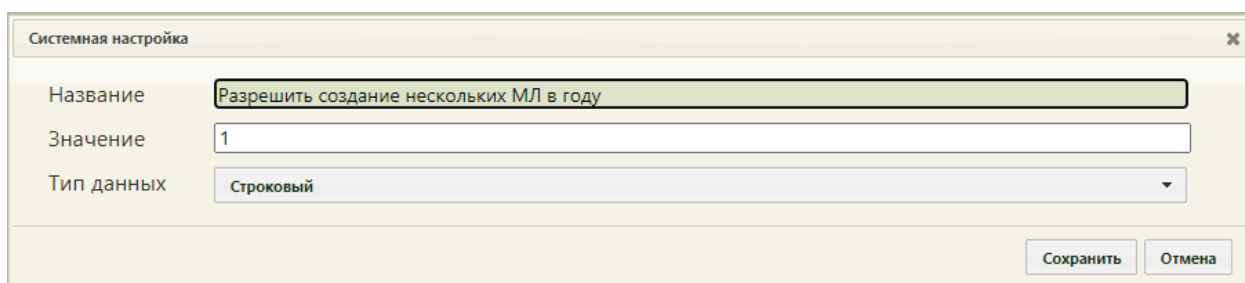 Системная настройка
Название Разрешить создание нескольких МЛ в году
Значение 1
Тип данных Строковый
Сохранить Отмена